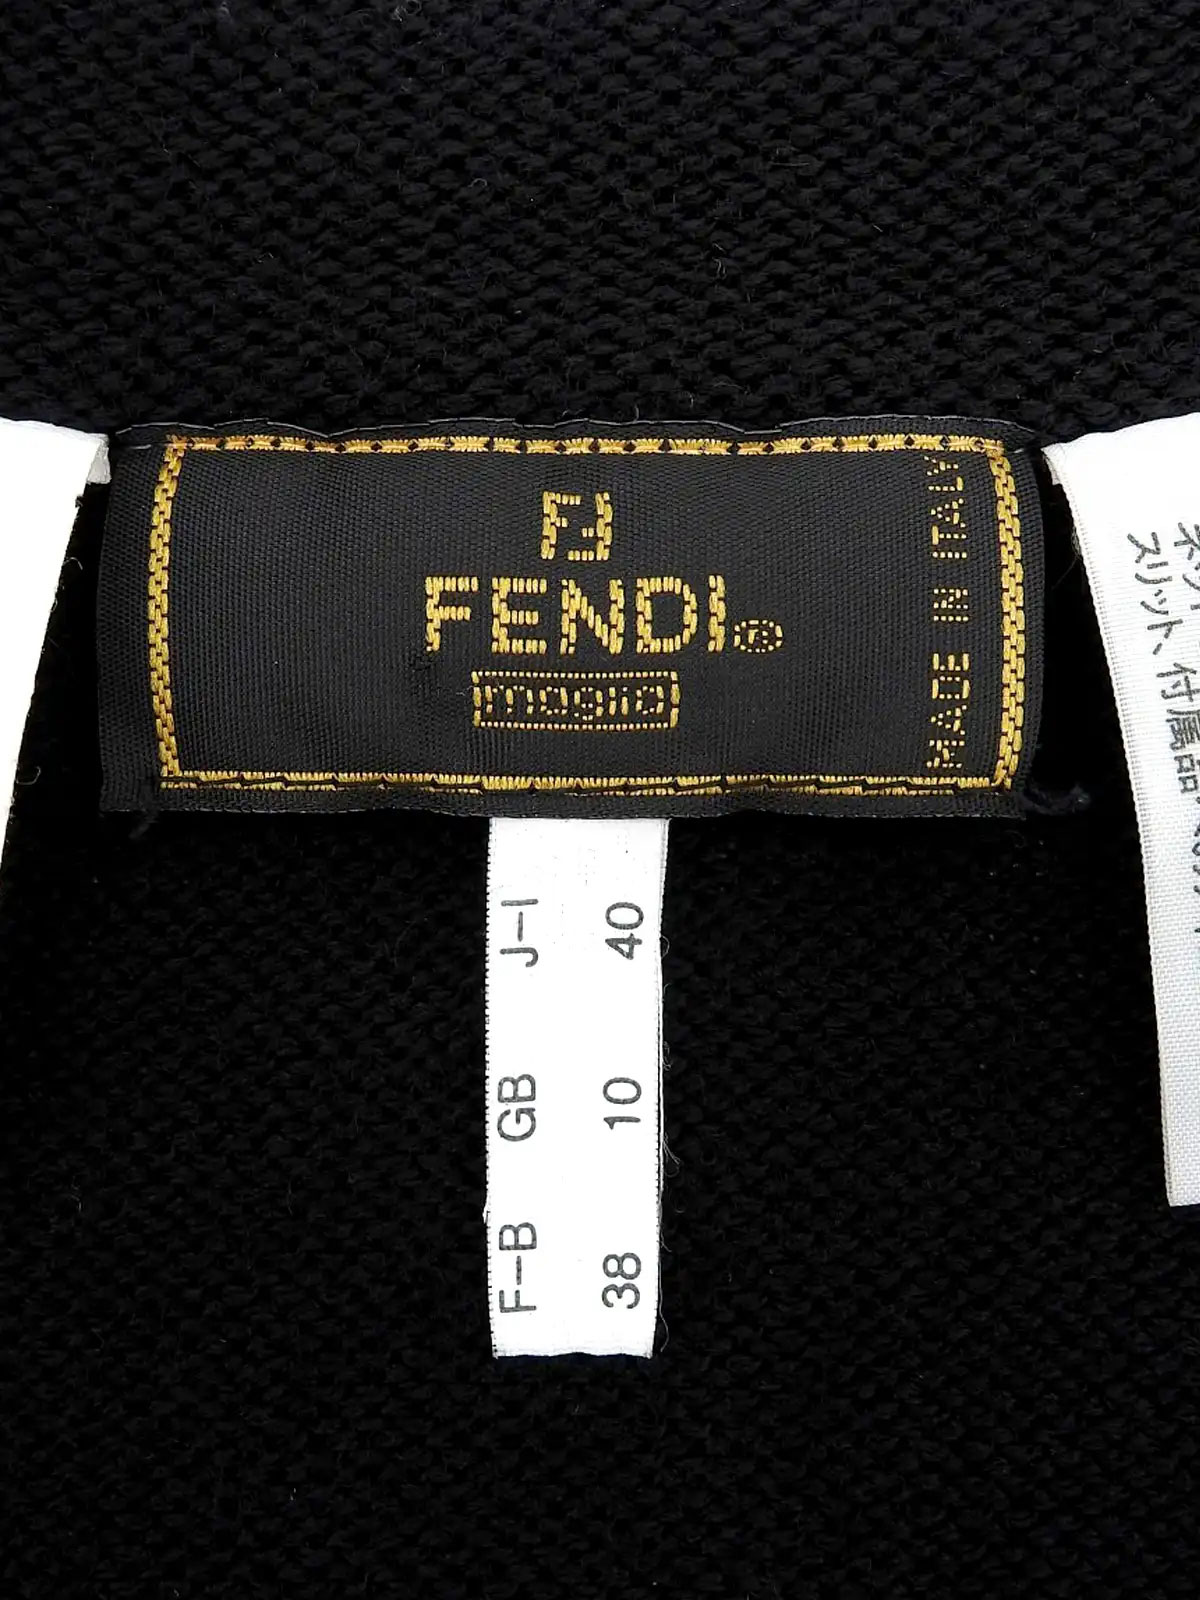 FF
FENDI®
maglia
MADE IN ITALY
J-I 40
GB 10
F-B 38
スリット、付属品